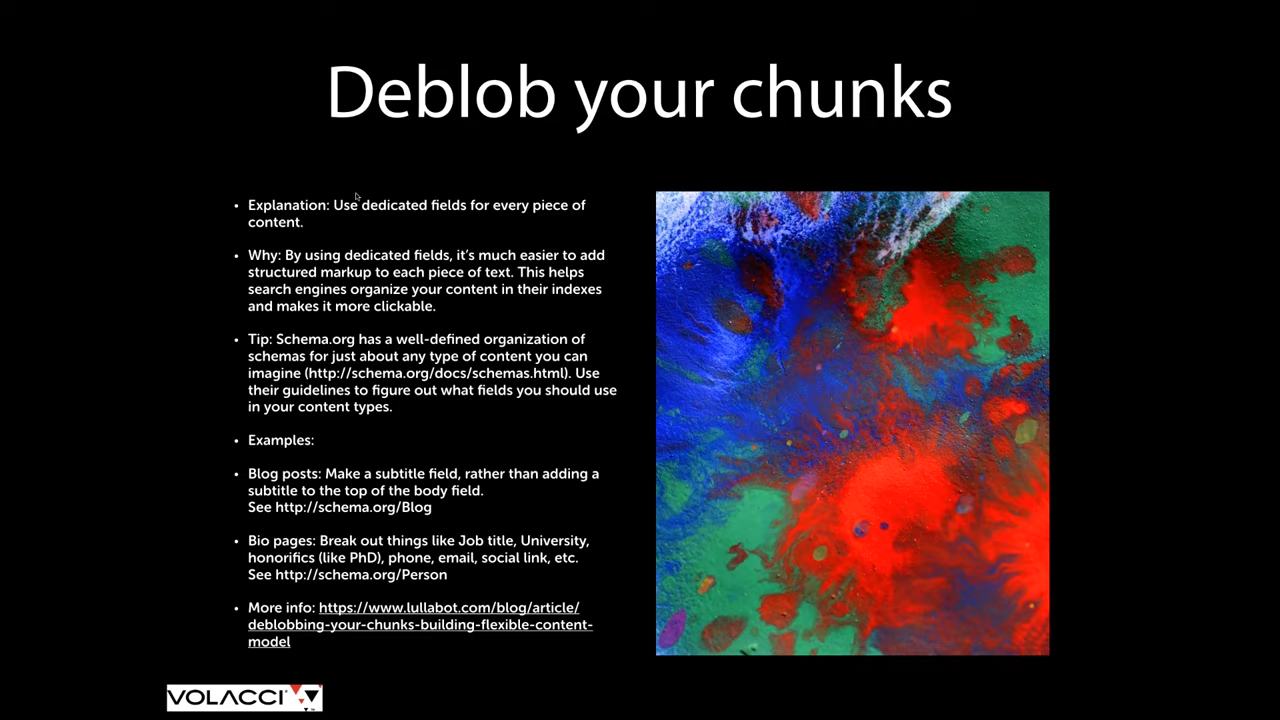 Deblob your chunks
• Explanation: Use dedicated fields for every piece of
content.
• Why: By using dedicated fields, it's much easier to add
structured markup to each piece of text. This helps
search engines organize your content in their indexes
and makes it more clickable.
• Tip: Schema.org has a well-defined organization of
schemas for just about any type of content you can
imagine (http://schema.org/docs/schemas.html). Use
their guidelines to figure out what fields you should use
in your content types.
• Examples:
• Blog posts: Make a subtitle field, rather than adding a
subtitle to the top of the body field.
See http://schema.org/Blog
• Bio pages: Break out things like Job title, University,
honorifics (like PhD), phone, email, social link, etc.
See http://schema.org/Person
• More info: https://www.lullabot.com/blog/article/
deblobbing-your-chunks-building-flexible-content-
model
VOLACCI